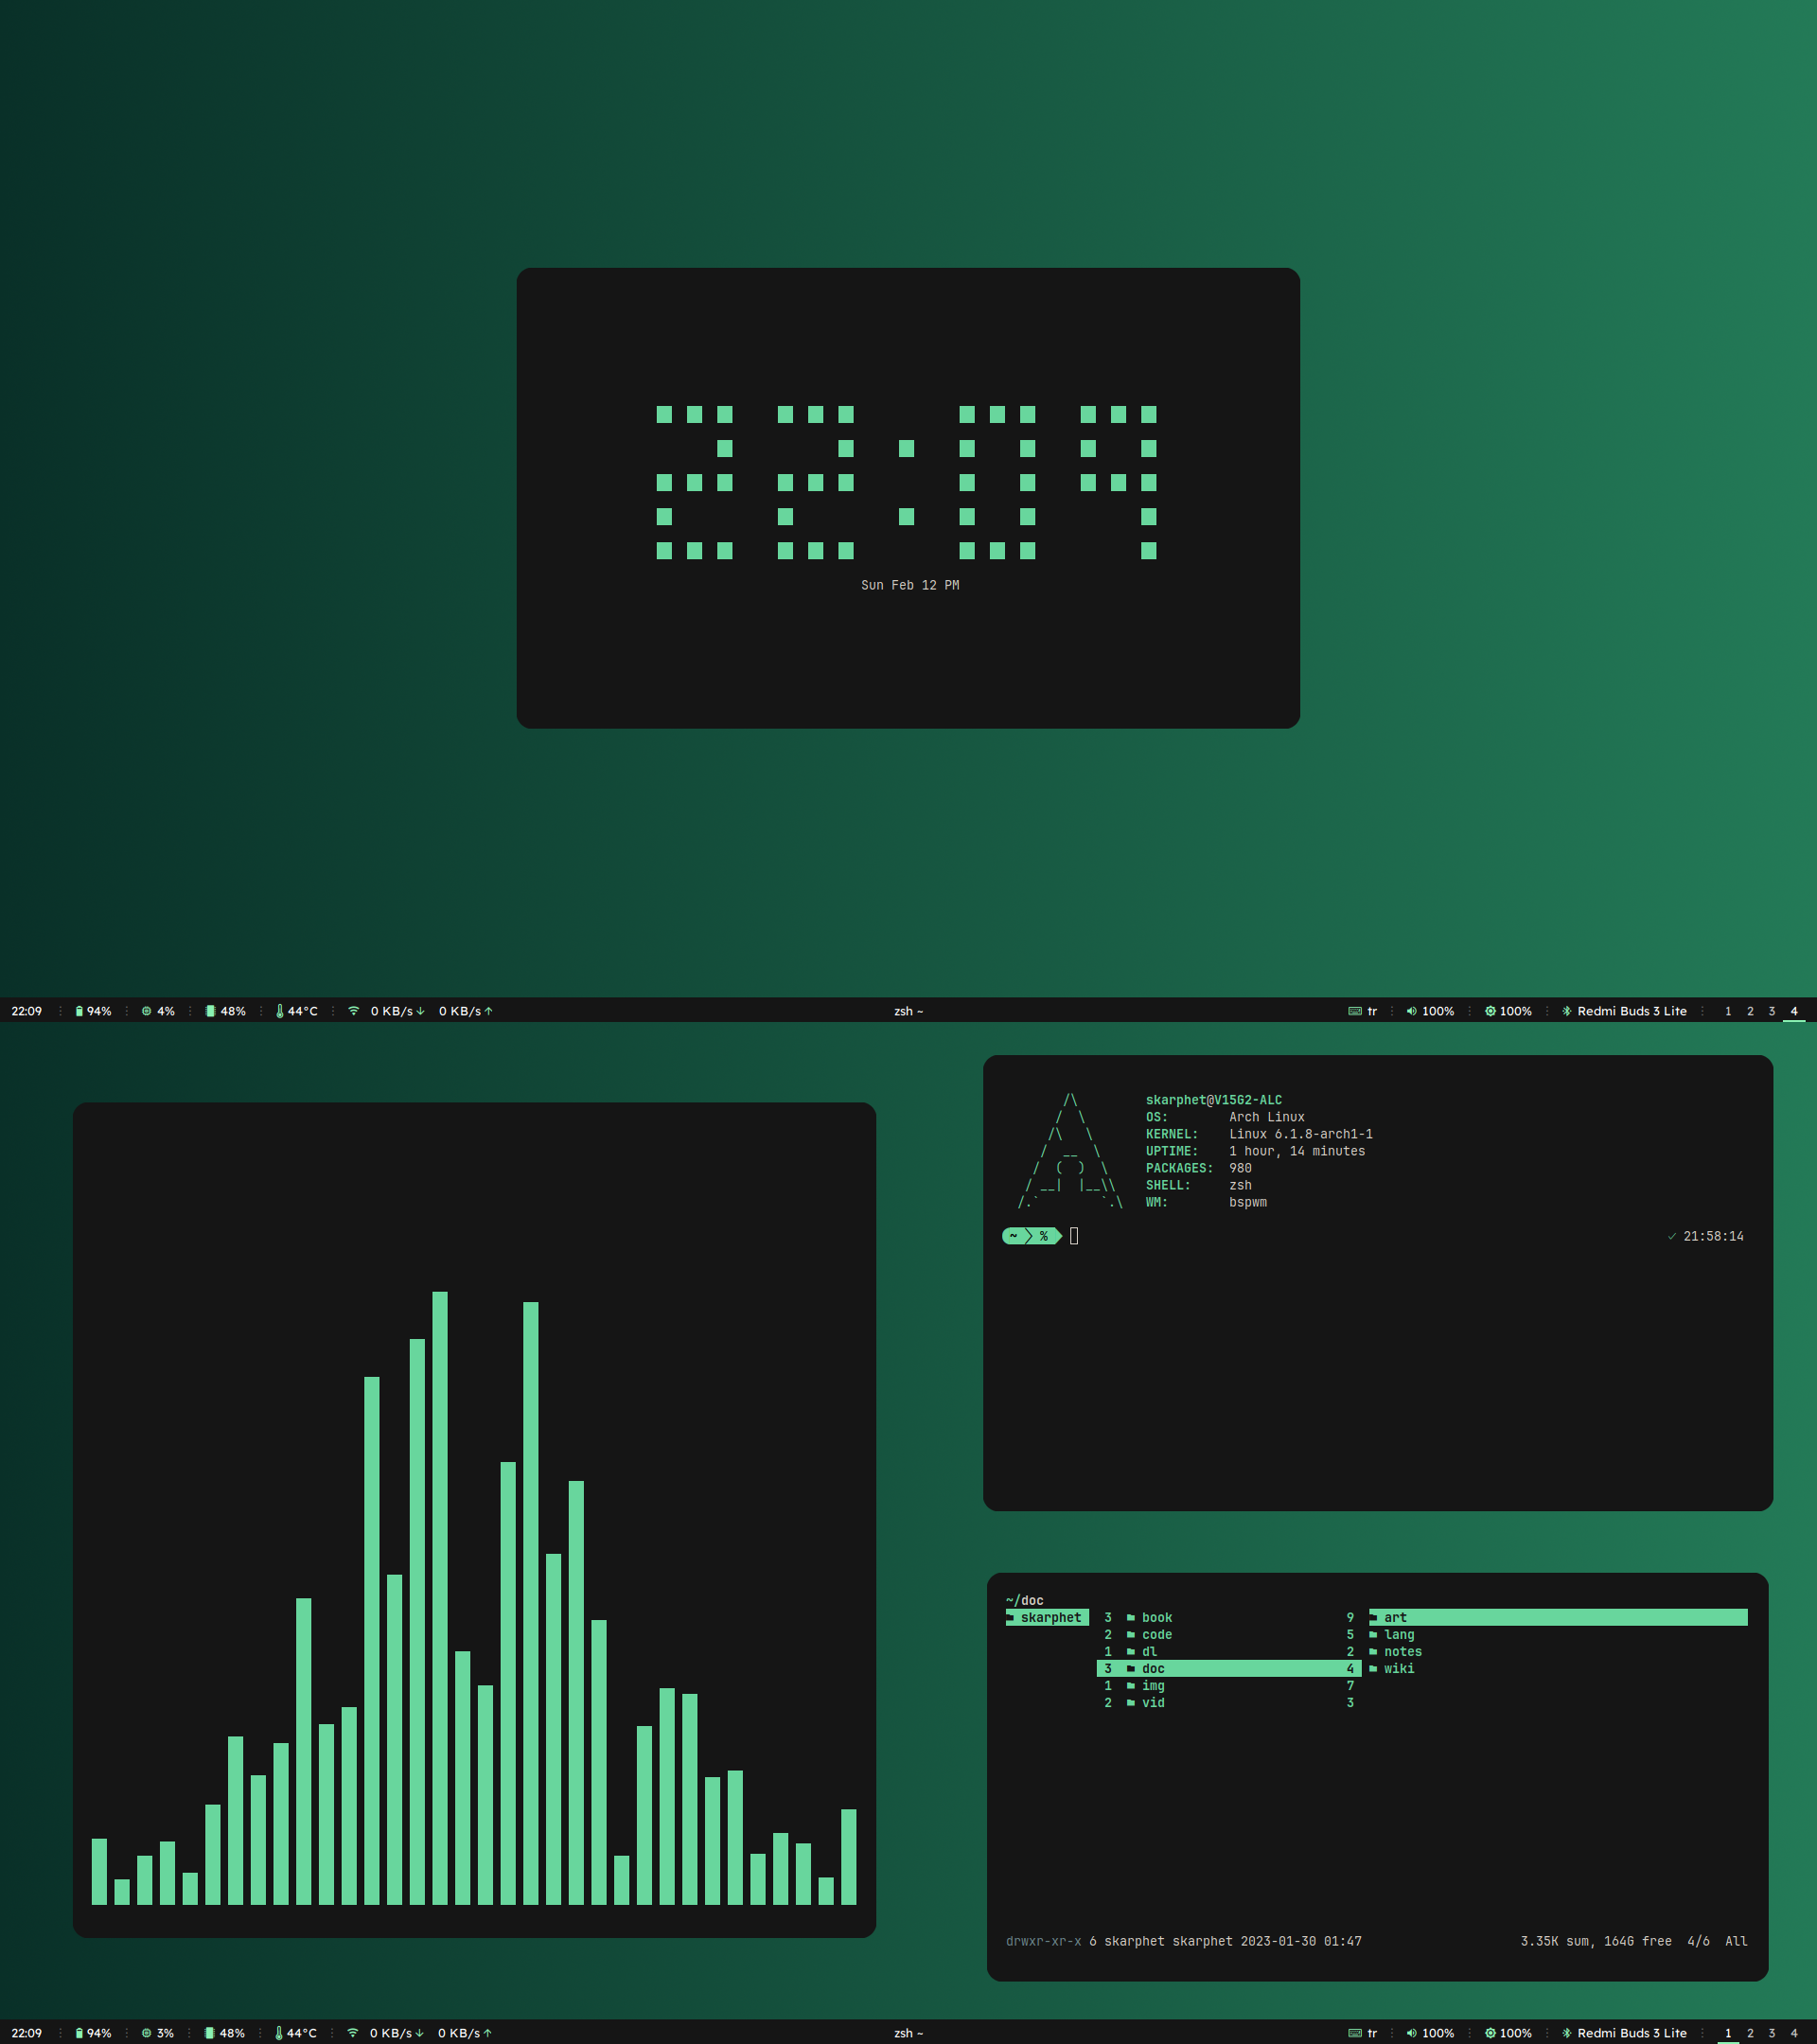 22:09
Sun Feb 12 PM
22:09 94% 4% 48% 44°C 0 KB/s 0 KB/s zsh ~ tr 100% 100% Redmi Buds 3 Lite 1 2 3 4
skarphet@V15G2-ALC
OS: Arch Linux
KERNEL: Linux 6.1.8-arch1-1
UPTIME: 1 hour, 14 minutes
PACKAGES: 980
SHELL: zsh
WM: bspwm
~ % ✓ 21:58:14
~/doc
skarphet 3 book 9 art
2 code 5 lang
1 dl 2 notes
3 doc 4 wiki
1 img 7
2 vid 3
drwxr-xr-x 6 skarphet skarphet 2023-01-30 01:47 3.35K sum, 164G free 4/6 All
22:09 94% 3% 48% 44°C 0 KB/s 0 KB/s zsh ~ tr 100% 100% Redmi Buds 3 Lite 1 2 3 4